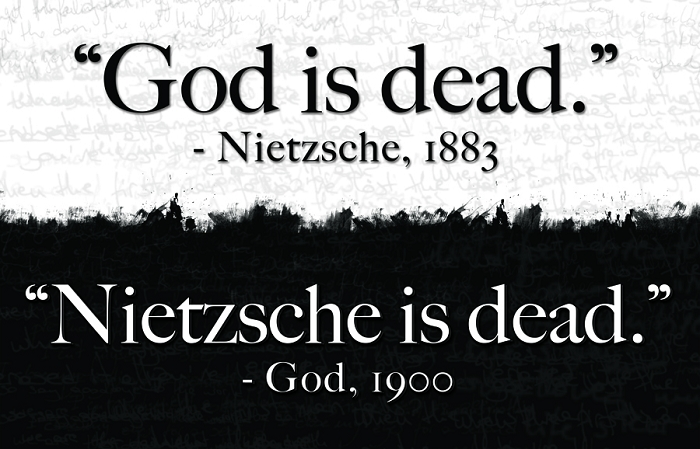 “God is dead.”
- Nietzsche, 1883
“Nietzsche is dead.”
- God, 1900